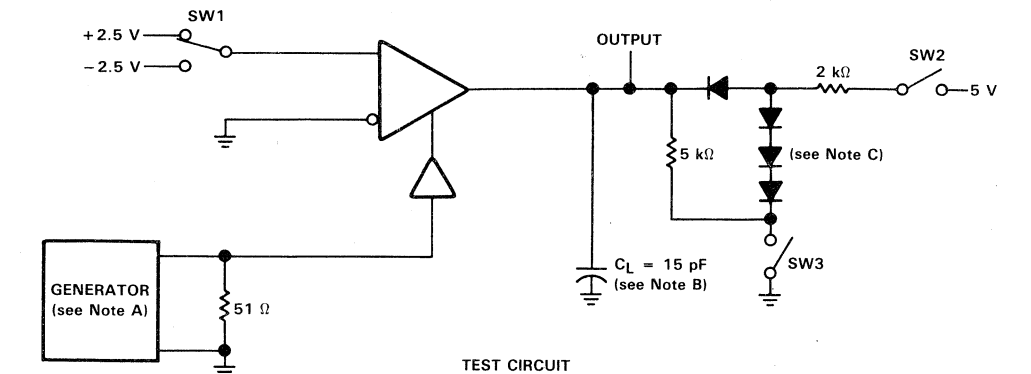 SW1
+2.5 V
−2.5 V
OUTPUT
SW2
2 kΩ
5 V
5 kΩ
(see Note C)
SW3
CL = 15 pF
(see Note B)
GENERATOR
(see Note A)
51 Ω
TEST CIRCUIT